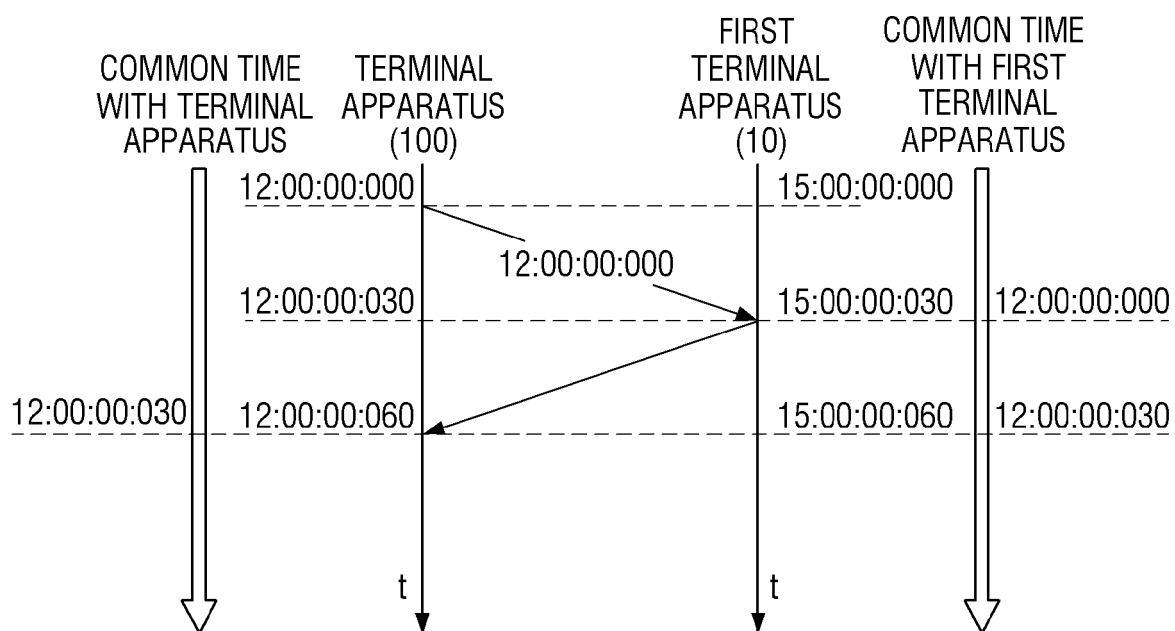 COMMON TIME
WITH TERMINAL
APPARATUS
TERMINAL
APPARATUS
(100)
FIRST
TERMINAL
APPARATUS
(10)
COMMON TIME
WITH FIRST
TERMINAL
APPARATUS
12:00:00:000
15:00:00:000
12:00:00:000
12:00:00:030
15:00:00:030
12:00:00:000
12:00:00:030
12:00:00:060
15:00:00:060
12:00:00:030
t
t